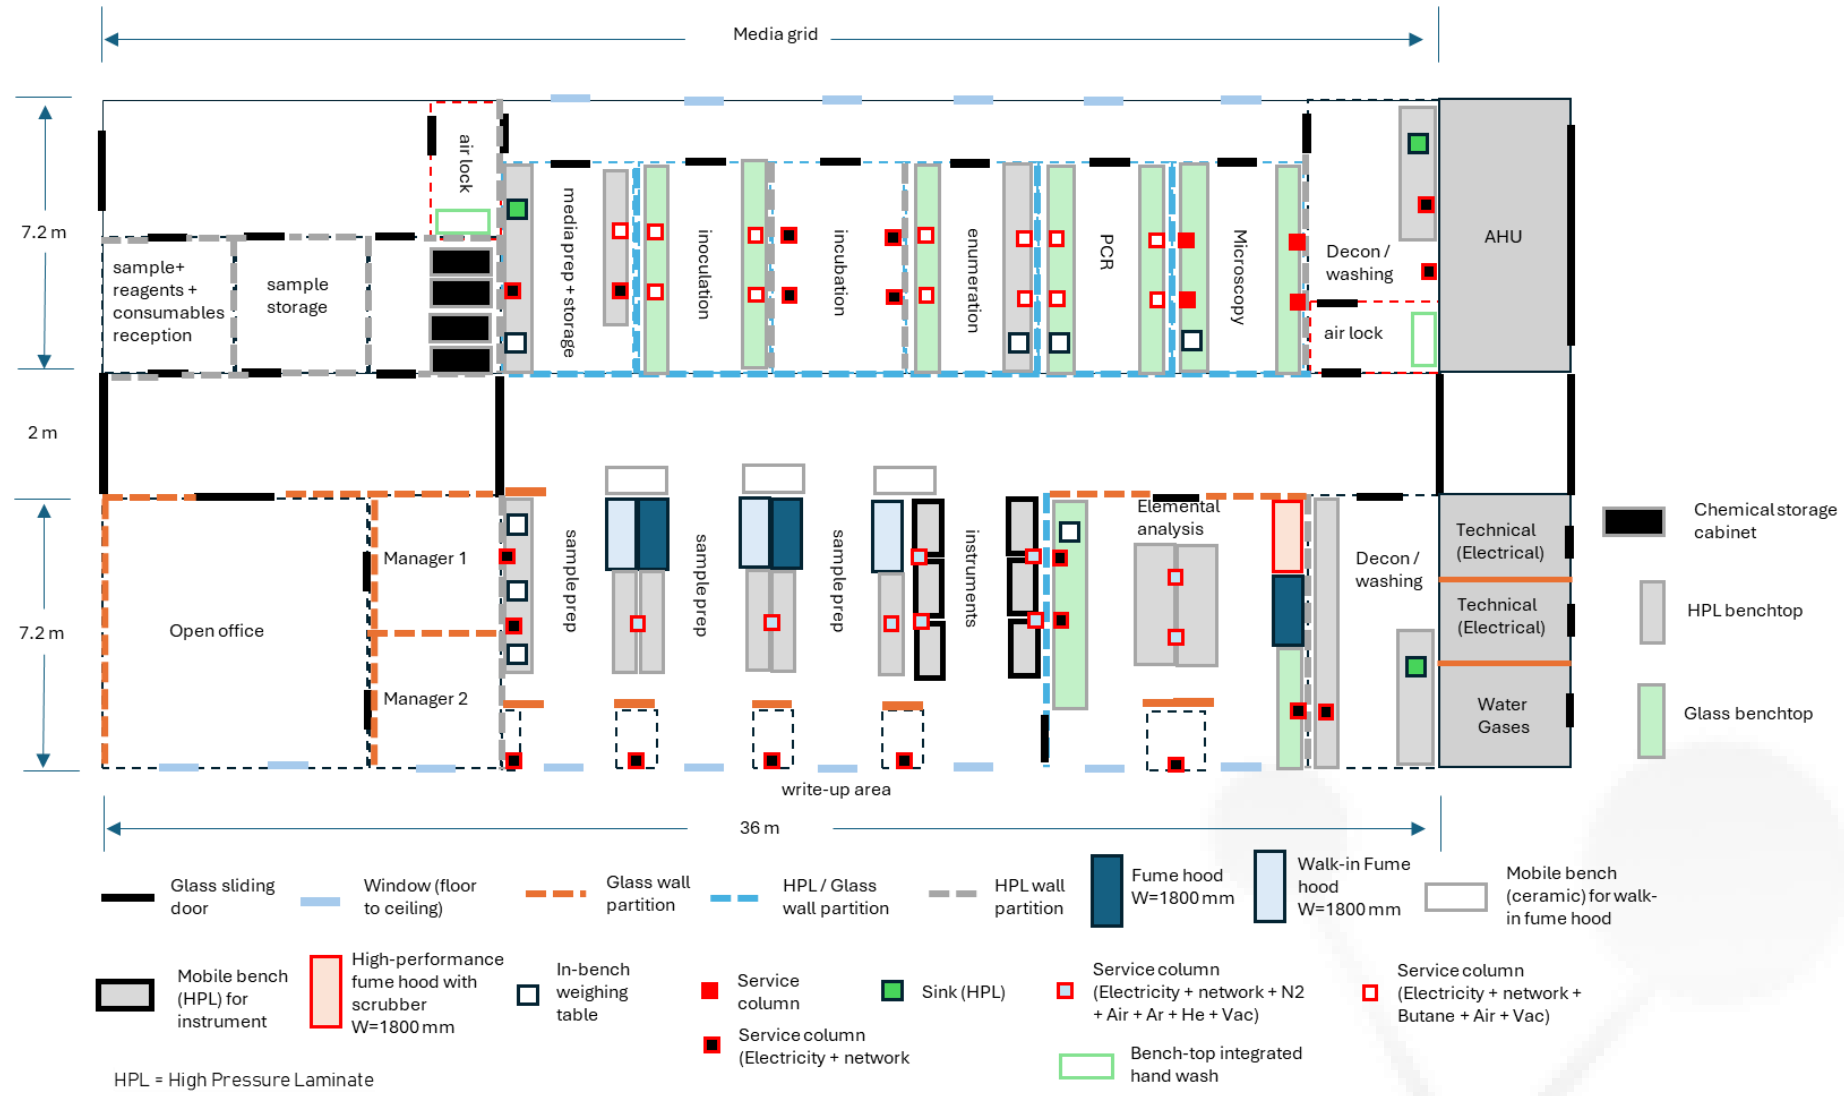 Media grid
7.2 m
air lock
media prep + storage
inoculation
incubation
enumeration
PCR
Microscopy
Decon /
washing
AHU
sample+
reagents +
consumables
reception
sample
storage
air lock
2 m
7.2 m
Open office
Manager 1
Manager 2
sample prep
sample prep
sample prep
instruments
Elemental
analysis
Decon /
washing
Technical
(Electrical)
Technical
(Electrical)
Water
Gases
Chemical storage
cabinet
HPL benchtop
Glass benchtop
write-up area
36 m
Glass sliding
door
Window (floor
to ceiling)
Glass wall
partition
HPL / Glass
wall partition
HPL wall
partition
Fume hood
W=1800 mm
Walk-in Fume
hood
W=1800 mm
Mobile bench
(ceramic) for walk-
in fume hood
Mobile bench
(HPL) for
instrument
High-performance
fume hood with
scrubber
W=1800 mm
In-bench
weighing
table
Service
column
Service column
(Electricity + network
Sink (HPL)
Service column
(Electricity + network + N2
+ Air + Ar + He + Vac)
Bench-top integrated
hand wash
Service column
(Electricity + network +
Butane + Air + Vac)
HPL = High Pressure Laminate